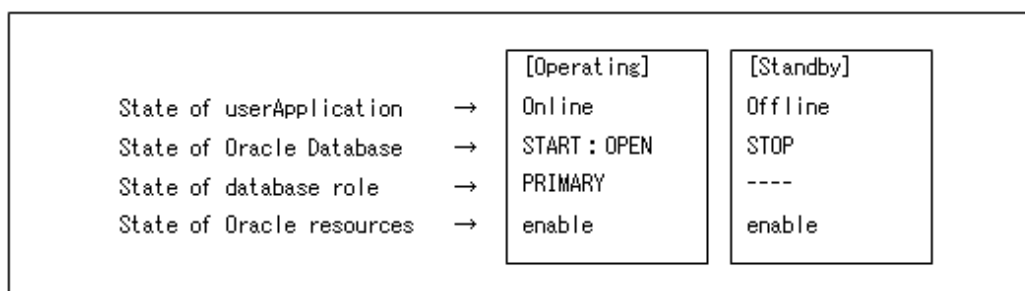 [Operating] [Standby]
State of userApplication → Online Offline
State of Oracle Database → START：OPEN STOP
State of database role → PRIMARY ----
State of Oracle resources → enable enable